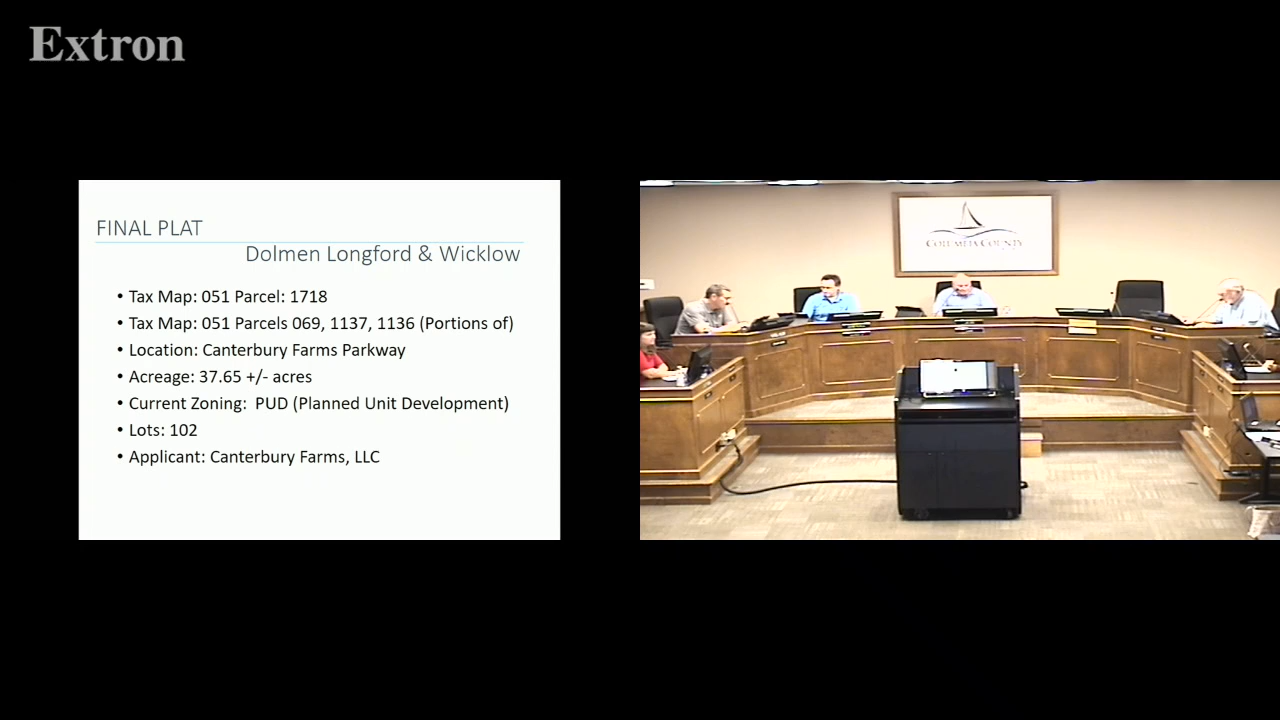 Extron
FINAL PLAT
Dolmen Longford & Wicklow
• Tax Map: 051 Parcel: 1718
• Tax Map: 051 Parcels 069, 1137, 1136 (Portions of)
• Location: Canterbury Farms Parkway
• Acreage: 37.65 +/- acres
• Current Zoning: PUD (Planned Unit Development)
• Lots: 102
• Applicant: Canterbury Farms, LLC
COLUMBIA COUNTY